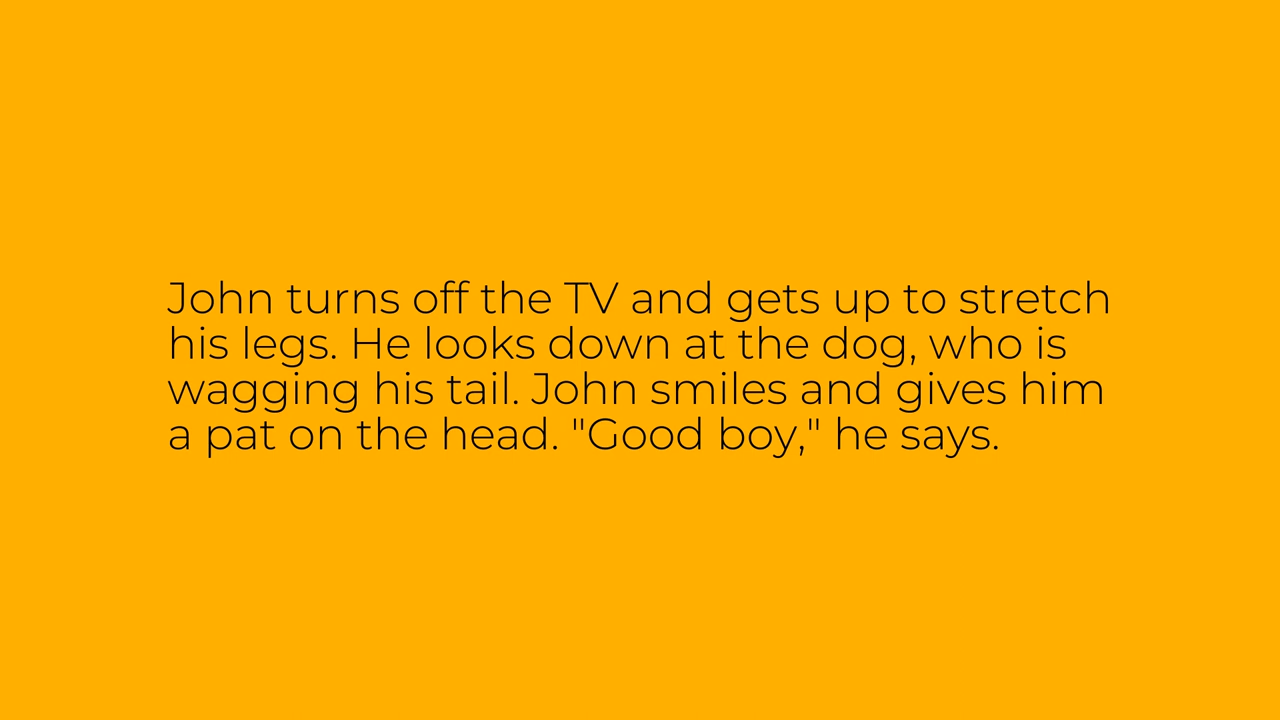 John turns off the TV and gets up to stretch
his legs. He looks down at the dog, who is
wagging his tail. John smiles and gives him
a pat on the head. "Good boy," he says.